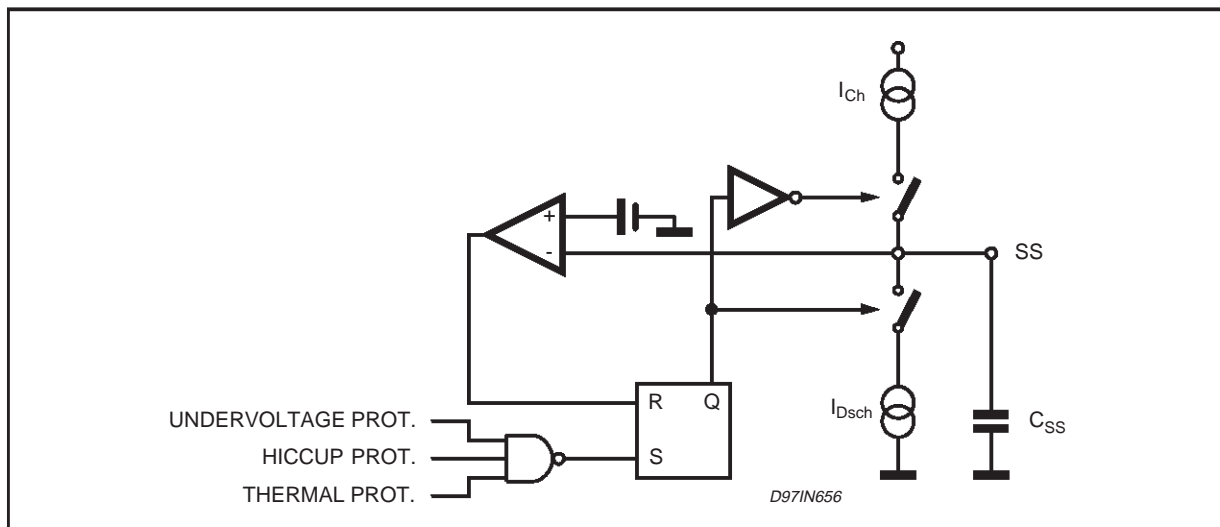 I_Ch
+
-
SS
R Q
I_Dsch
C_SS
UNDERVOLTAGE PROT.
HICCUP PROT.
S
THERMAL PROT.
D97IN656